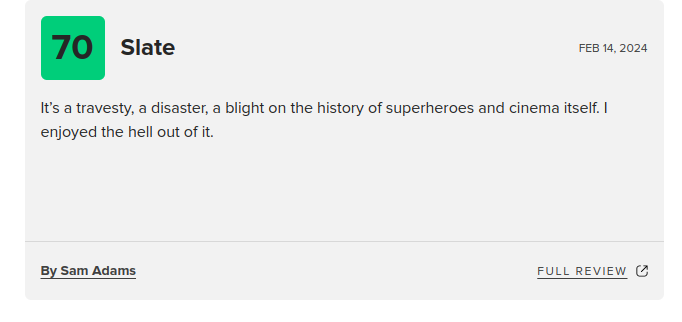 70 Slate FEB 14, 2024
It's a travesty, a disaster, a blight on the history of superheroes and cinema itself. I
enjoyed the hell out of it.
By Sam Adams FULL REVIEW